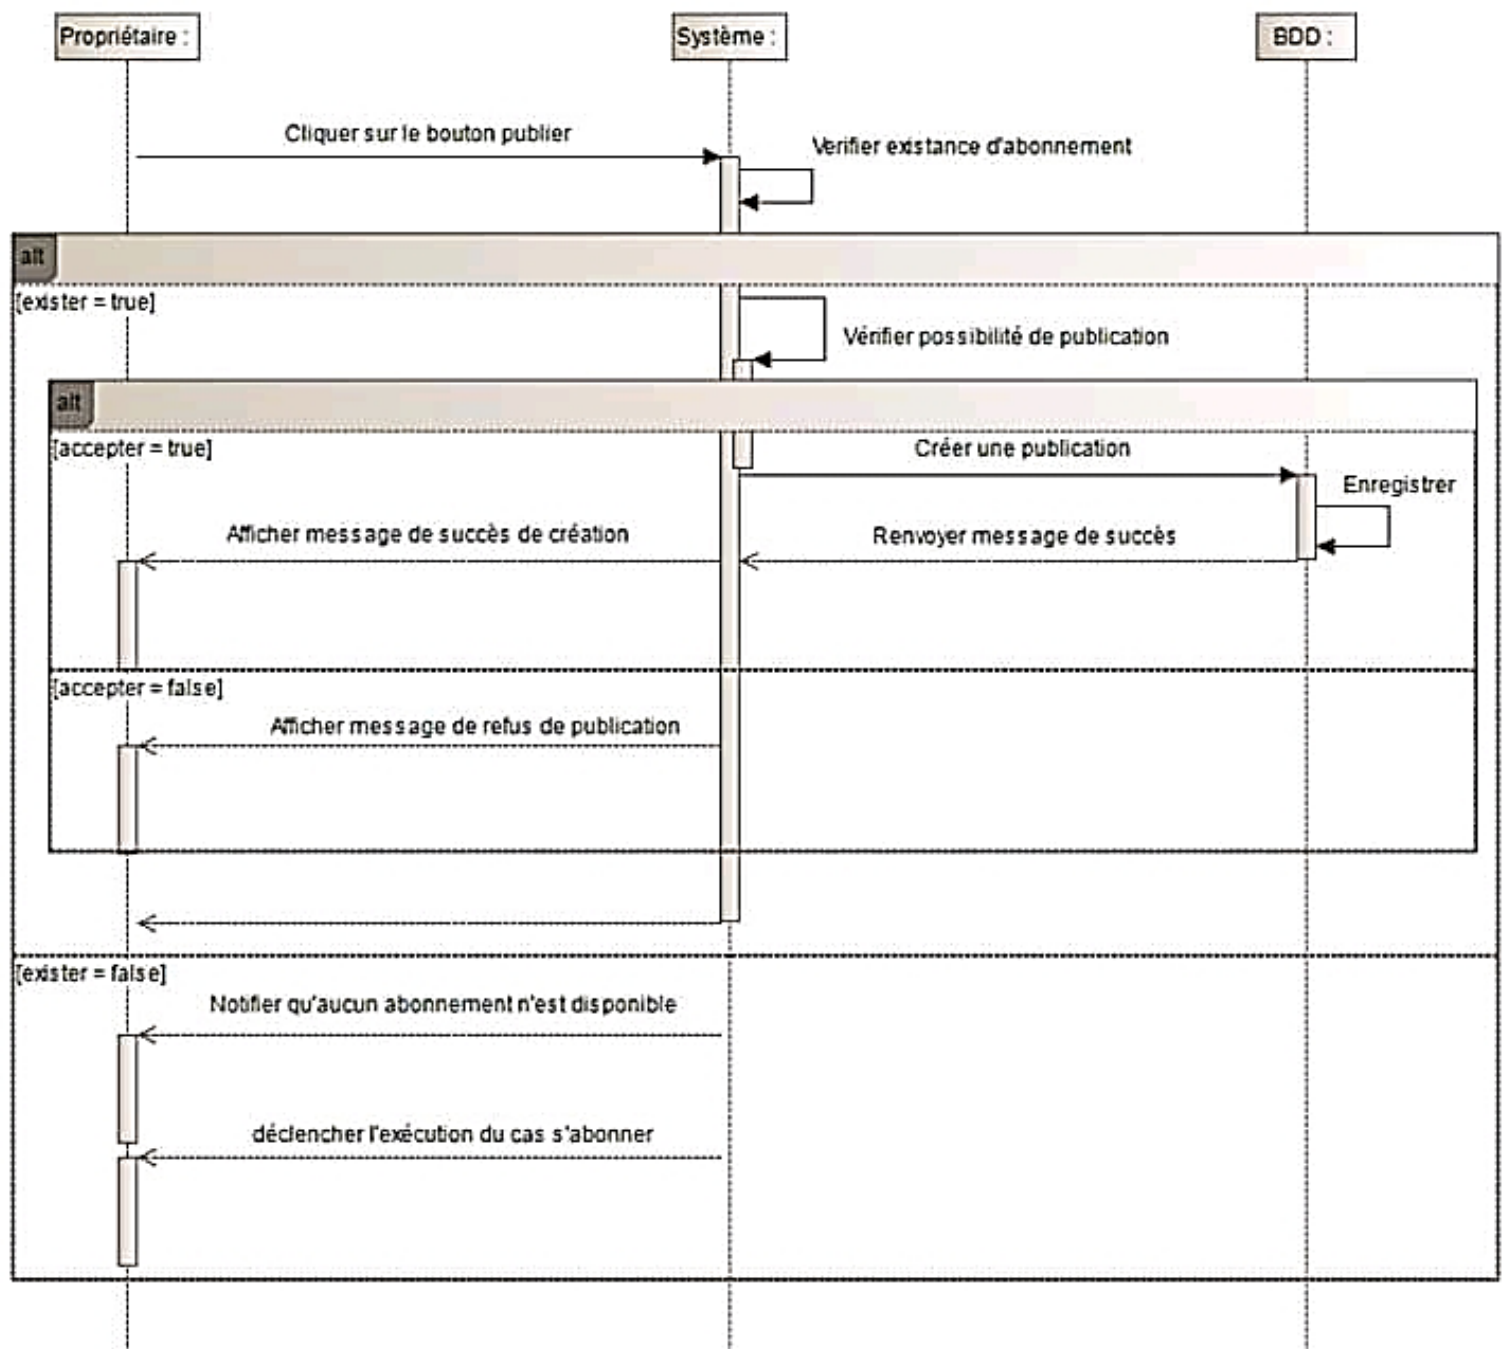 Propriétaire :
Système :
BDD :
Cliquer sur le bouton publier
Verifier existance d'abonnement
alt
[exister = true]
Vérifier possibilité de publication
alt
[accepter = true]
Créer une publication
Enregistrer
Afficher message de succès de création
Renvoyer message de succès
[accepter = false]
Afficher message de refus de publication
[exister = false]
Notifier qu'aucun abonnement n'est disponible
déclencher l'exécution du cas s'abonner